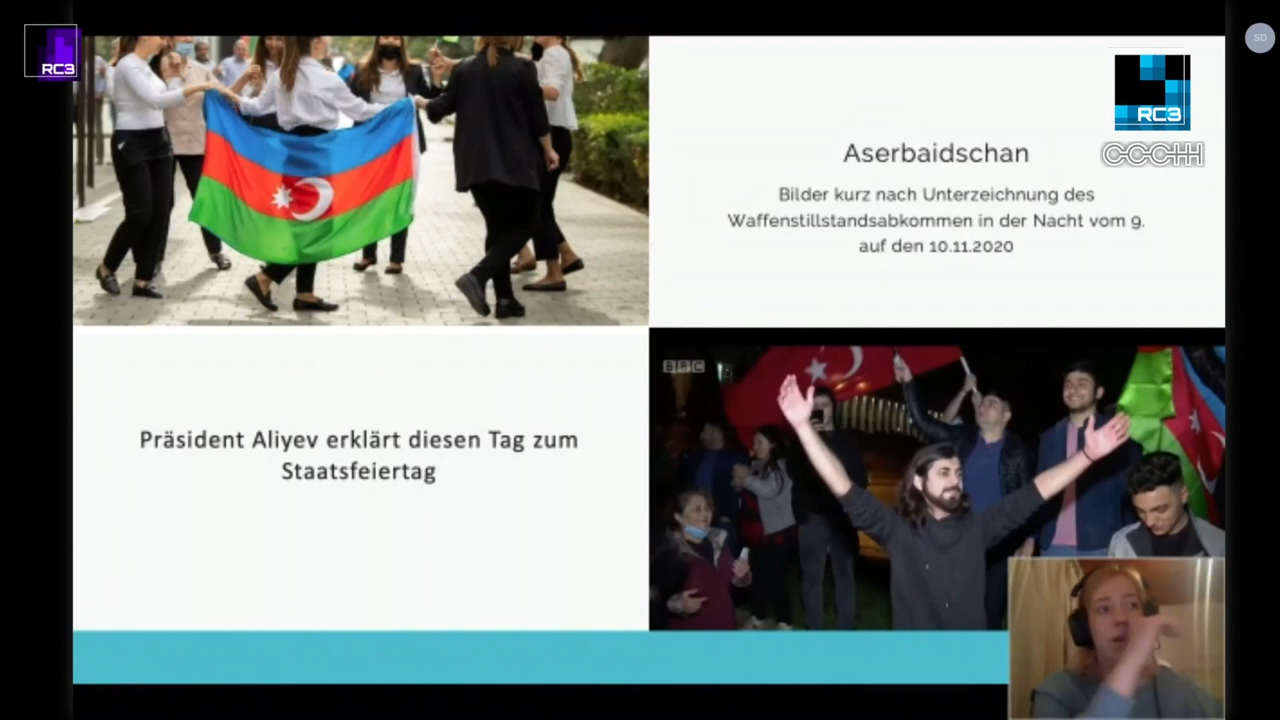 RC3
SD
RC3
CCCHH
Aserbaidschan
Bilder kurz nach Unterzeichnung des
Waffenstillstandsabkommen in der Nacht vom 9.
auf den 10.11.2020
Präsident Aliyev erklärt diesen Tag zum
Staatsfeiertag
BBC